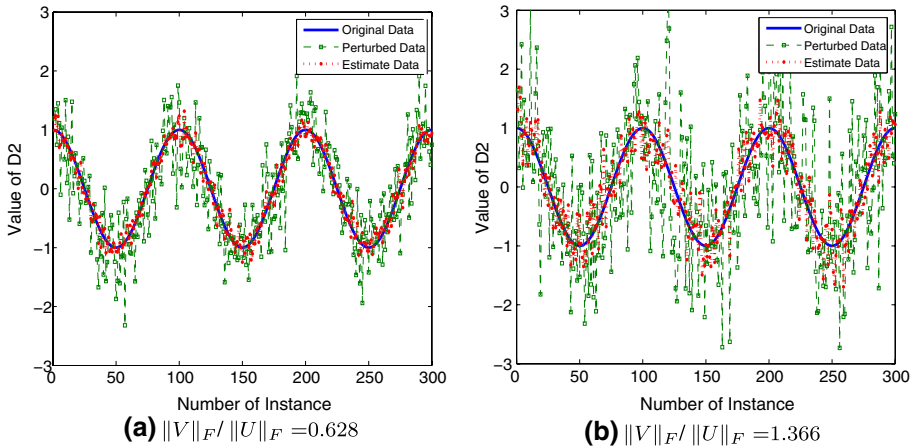 3
2
1
0
−1
−2
−3
Value of D2
Original Data
Perturbed Data
Estimate Data
0 50 100 150 200 250 300
Number of Instance
(a) ‖V‖F / ‖U‖F =0.628
3
2
1
0
−1
−2
−3
Value of D2
Original Data
Perturbed Data
Estimate Data
0 50 100 150 200 250 300
Number of Instance
(b) ‖V‖F / ‖U‖F =1.366